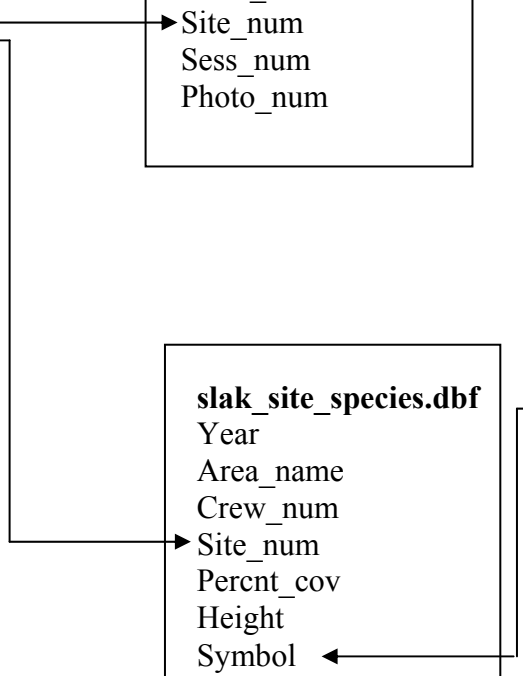 Site_num
Sess_num
Photo_num
slak_site_species.dbf
Year
Area_name
Crew_num
Site_num
Percnt_cov
Height
Symbol